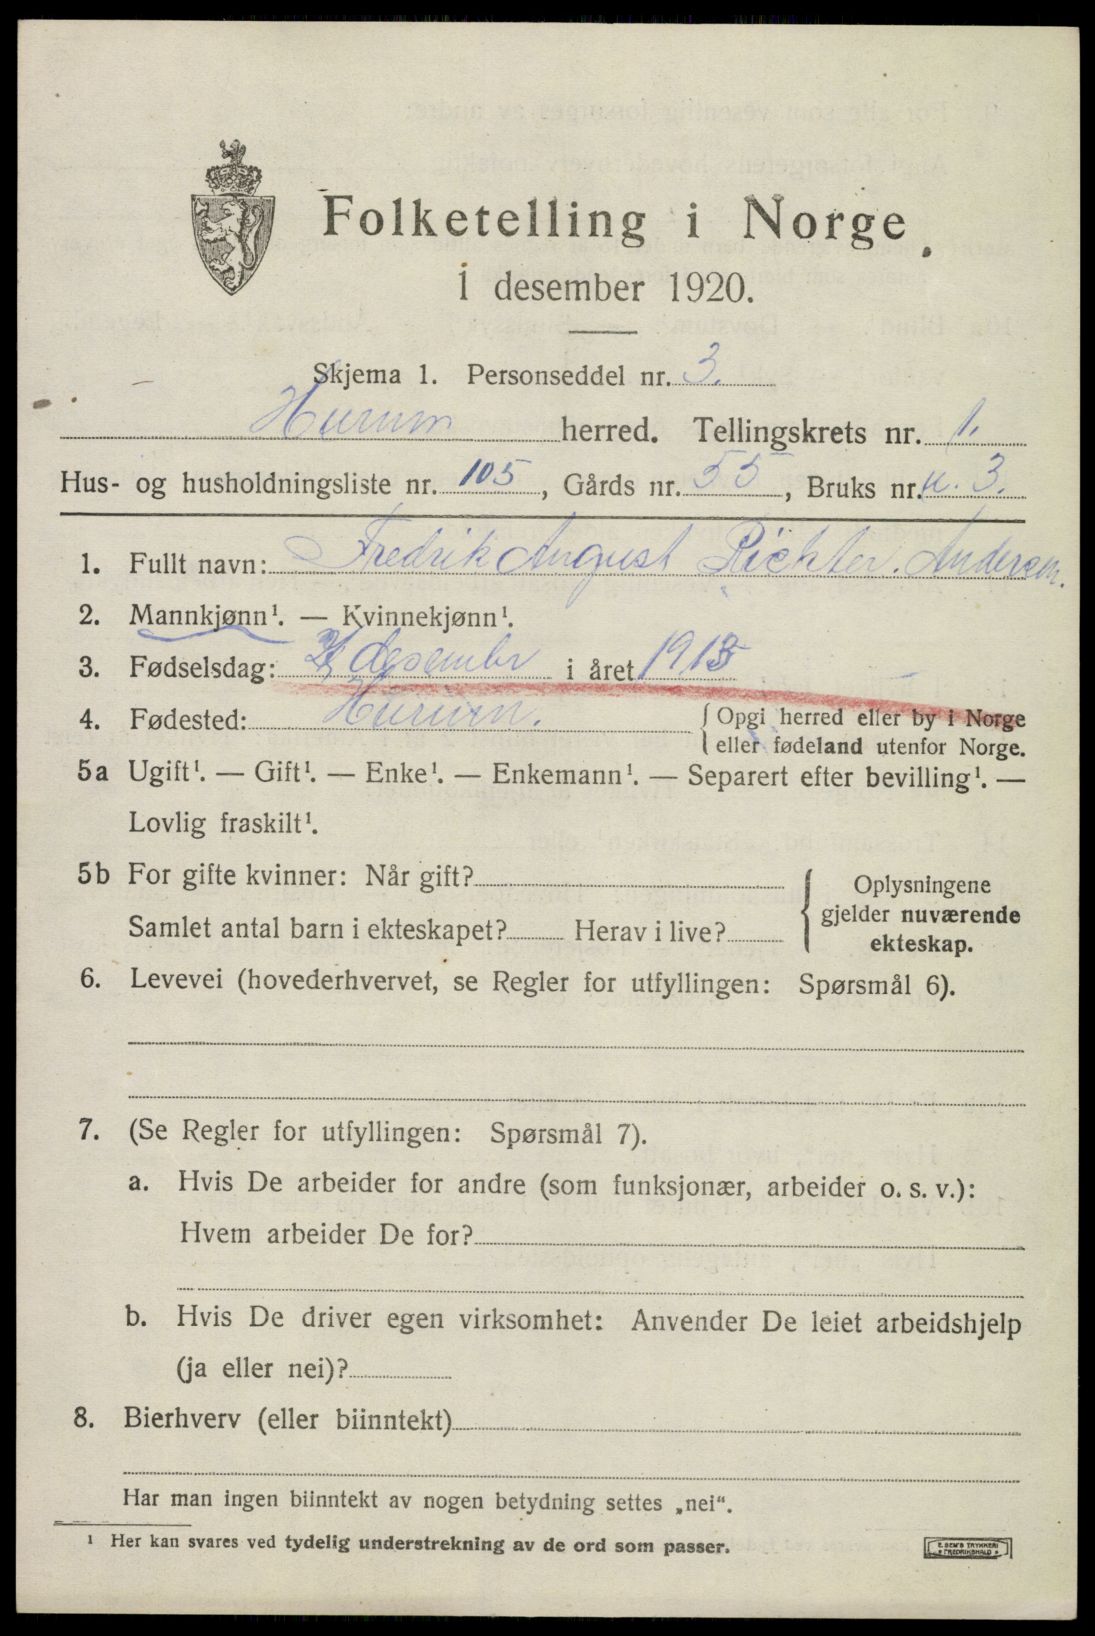 Folketelling i Norge
1 desember 1920.
Skjema 1. Personseddel nr. 3.
Hurum herred. Tellingskrets nr. 1.
Hus- og husholdningsliste nr. 105, Gårds nr. 55, Bruks nr. 3.
1. Fullt navn: Fredrik August Richter. Andersen.
2. Mannkjønn¹. — Kvinnekjønn¹.
3. Fødselsdag: desember i året 1913
4. Fødested: Hurum. {Opgi herred eller by i Norge
eller fødeland utenfor Norge.
5a Ugift¹. — Gift¹. — Enke¹. — Enkemann¹. — Separert efter bevilling¹. —
Lovlig fraskilt¹.
5b For gifte kvinner: Når gift? { Oplysningene
gjelder nuværende
Samlet antal barn i ekteskapet? Herav i live? ekteskap.
6. Levevei (hovederhvervet, se Regler for utfyllingen: Spørsmål 6).
7. (Se Regler for utfyllingen: Spørsmål 7).
a. Hvis De arbeider for andre (som funksjonær, arbeider o. s. v.):
Hvem arbeider De for?
b. Hvis De driver egen virksomhet: Anvender De leiet arbeidshjelp
(ja eller nei)?
8. Bierhverv (eller biinntekt)
Har man ingen biinntekt av nogen betydning settes „nei".
¹ Her kan svares ved tydelig understrekning av de ord som passer.
E. SEM'S TRYKKERI
FREDRIKSHALD